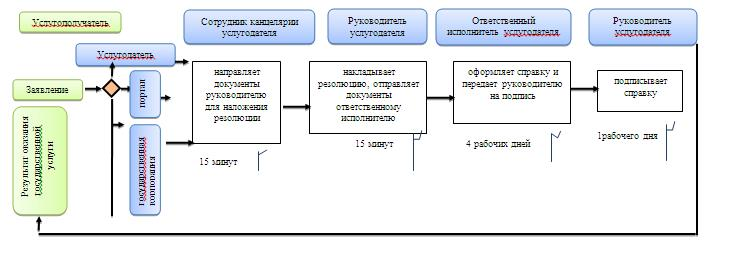 Услугополучатель
Сотрудник канцелярии
услугодателя
Руководитель
услугодателя
Ответственный
исполнитель услугодателя
Руководитель
услугодателя
Услугодатель
Заявление
портал
государственная
корпорация
Результат оказания
государственной
услуги
направляет
документы
руководителю
для наложения
резолюции
накладывает
резолюцию, отправляет
документы
ответственному
исполнителю
оформляет справку и
передает руководителю
на подпись
подписывает
справку
15 минут
15 минут
4 рабочих дней
1рабочего дня